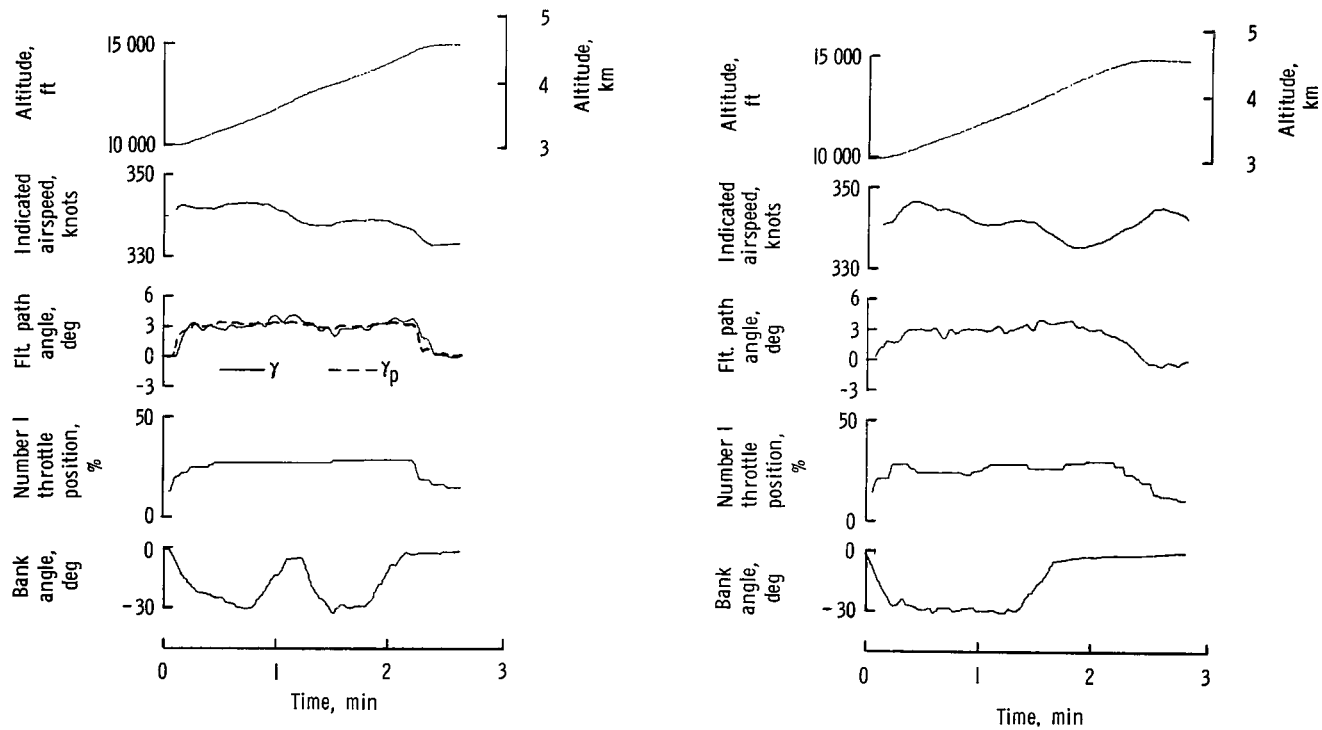 Altitude,
ft
15 000
10 000
5
4
3
Altitude,
km
Indicated
airspeed,
knots
350
330
Flt. path
angle,
deg
6
3
0
-3
γ
γp
Number 1
throttle
position,
%
50
0
Bank
angle,
deg
0
-30
0
1
2
3
Time, min
Altitude,
ft
15 000
10 000
5
4
3
Altitude,
km
Indicated
airspeed,
knots
350
330
Flt. path
angle,
deg
6
3
0
-3
Number 1
throttle
position,
%
50
0
Bank
angle,
deg
0
-30
0
1
2
3
Time, min